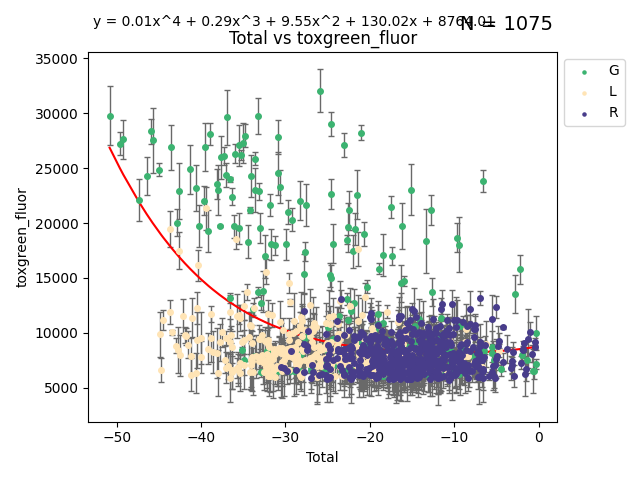 y = 0.01x^4 + 0.29x^3 + 9.55x^2 + 130.02x + 8764.01
N = 1075
Total vs toxgreen_fluor
35000
30000
25000
20000
15000
10000
5000
toxgreen_fluor
−50 −40 −30 −20 −10 0
Total
G
L
R